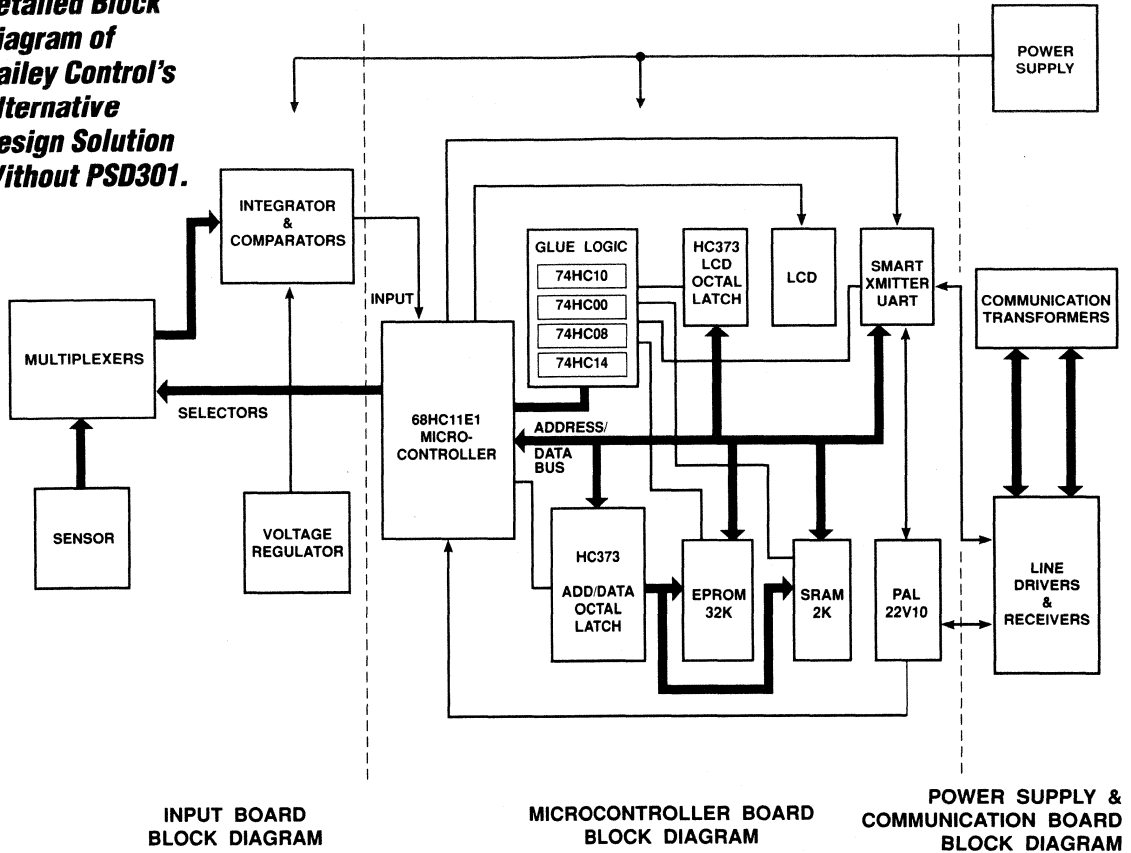 etailed Block
iagram of
ailey Control's
lternative
esign Solution
Without PSD301.
POWER
SUPPLY
INTEGRATOR
&
COMPARATORS
INPUT
MULTIPLEXERS
SELECTORS
SENSOR
VOLTAGE
REGULATOR
68HC11E1
MICRO-
CONTROLLER
GLUE LOGIC
74HC10
74HC00
74HC08
74HC14
HC373
LCD
OCTAL
LATCH
LCD
SMART
XMITTER
UART
COMMUNICATION
TRANSFORMERS
ADDRESS/
DATA
BUS
HC373
ADD/DATA
OCTAL
LATCH
EPROM
32K
SRAM
2K
PAL
22V10
LINE
DRIVERS
&
RECEIVERS
INPUT BOARD
BLOCK DIAGRAM
MICROCONTROLLER BOARD
BLOCK DIAGRAM
POWER SUPPLY &
COMMUNICATION BOARD
BLOCK DIAGRAM